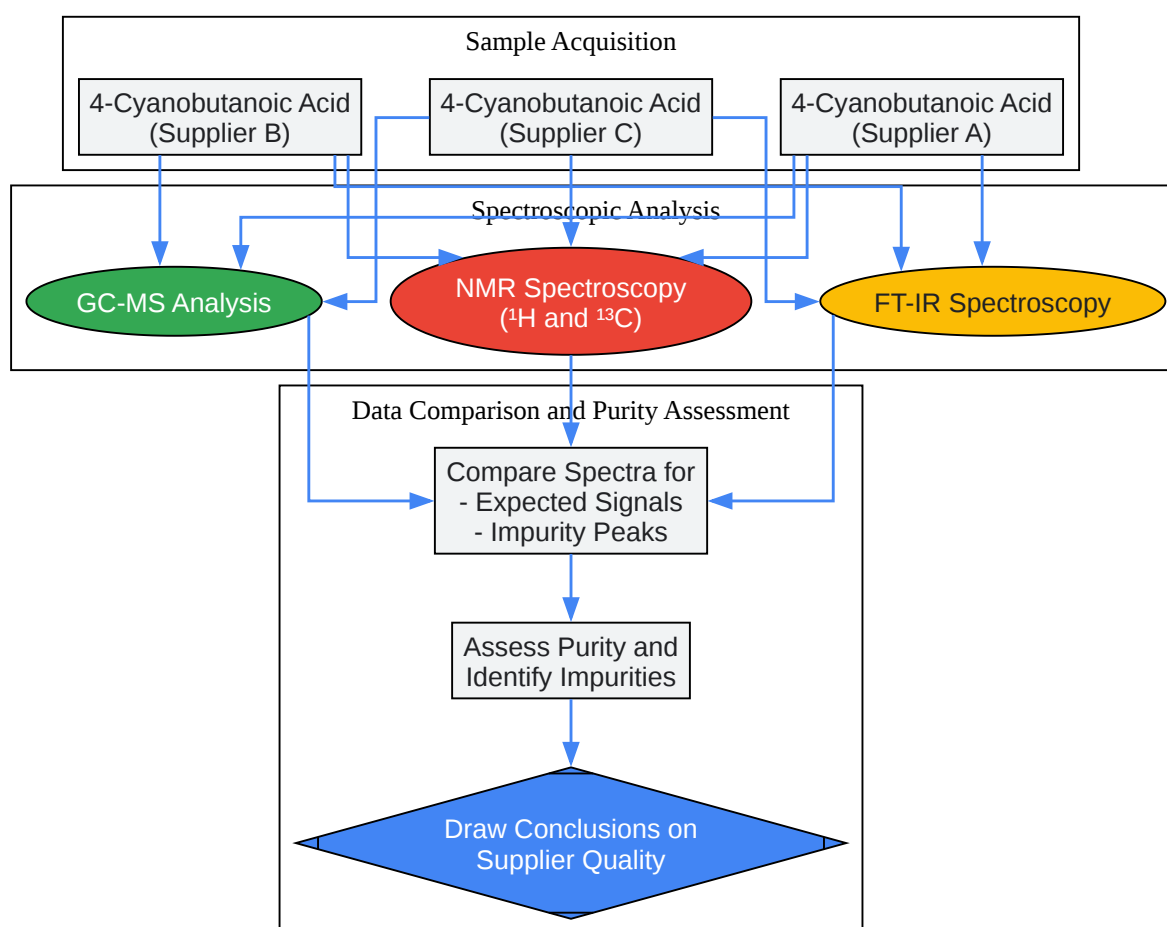 Sample Acquisition
4-Cyanobutanoic Acid
(Supplier B)
4-Cyanobutanoic Acid
(Supplier C)
4-Cyanobutanoic Acid
(Supplier A)
Spectroscopic Analysis
GC-MS Analysis
NMR Spectroscopy
(¹H and ¹³C)
FT-IR Spectroscopy
Data Comparison and Purity Assessment
Compare Spectra for
- Expected Signals
- Impurity Peaks
Assess Purity and
Identify Impurities
Draw Conclusions on
Supplier Quality